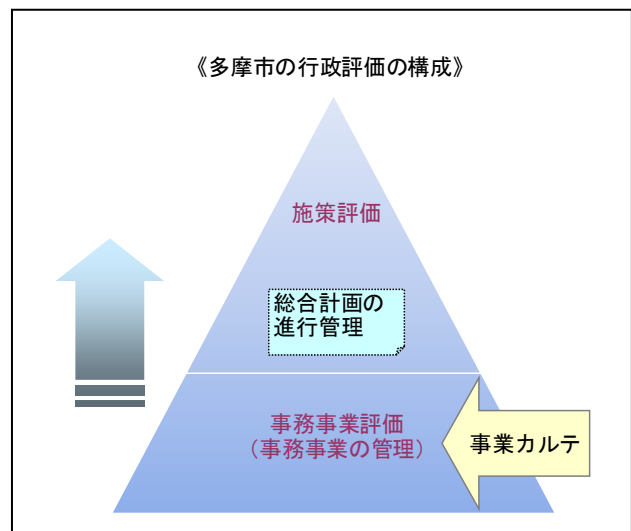 《多摩市の行政評価の構成》
施策評価
総合計画の
進行管理
事務事業評価
（事務事業の管理）
事業カルテ